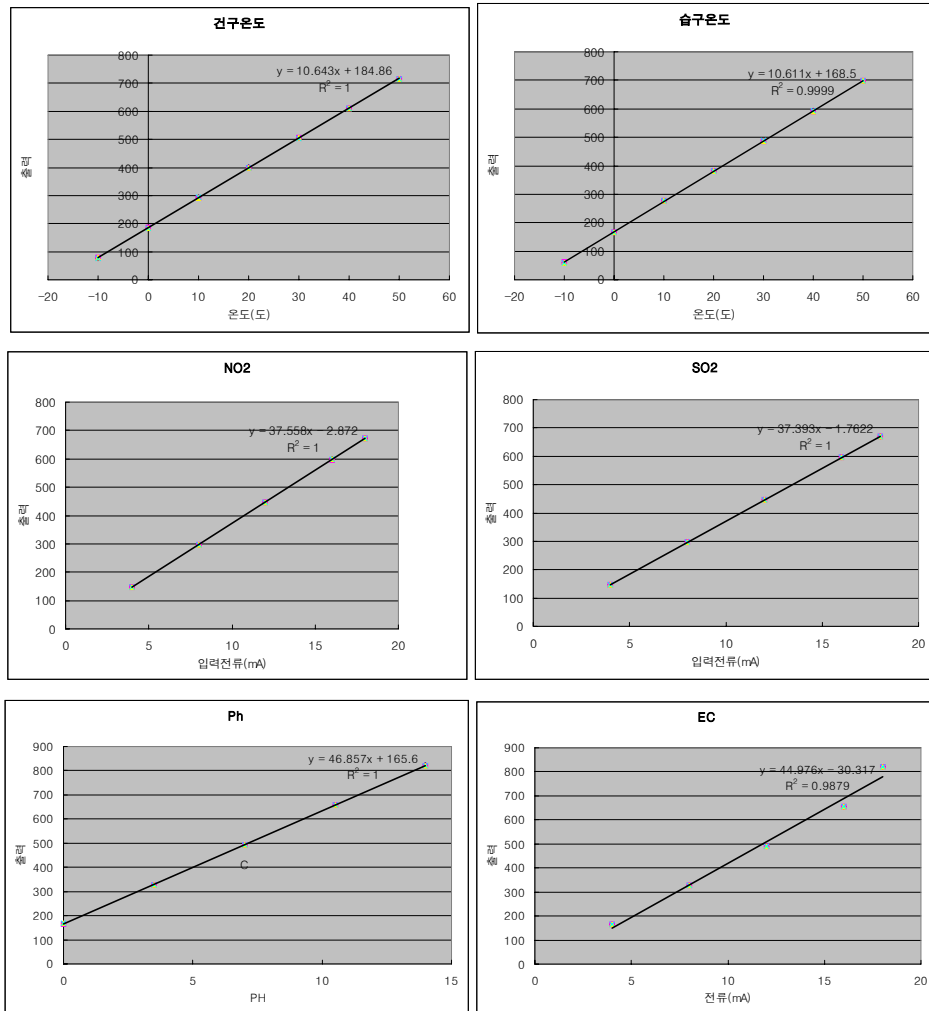 건구온도
800
700
600
500
400
300
200
100
0
y = 10.643x + 184.86
R² = 1
출력
−20 −10 0 10 20 30 40 50 60
온도(도)
습구온도
800
700
600
500
400
300
200
100
0
y = 10.611x + 168.5
R² = 0.9999
출력
−20 −10 0 10 20 30 40 50 60
온도(도)
NO2
800
700
600
500
400
300
200
100
0
y = 37.558x − 2.872
R² = 1
출력
0 5 10 15 20
입력전류(mA)
SO2
800
700
600
500
400
300
200
100
0
y = 37.393x − 1.7622
R² = 1
출력
0 5 10 15 20
입력전류(mA)
Ph
900
800
700
600
500
400
300
200
100
0
y = 46.857x + 165.6
R² = 1
C
출력
0 5 10 15
PH
EC
900
800
700
600
500
400
300
200
100
0
y = 44.976x − 30.317
R² = 0.9879
출력
0 5 10 15 20
전류(mA)